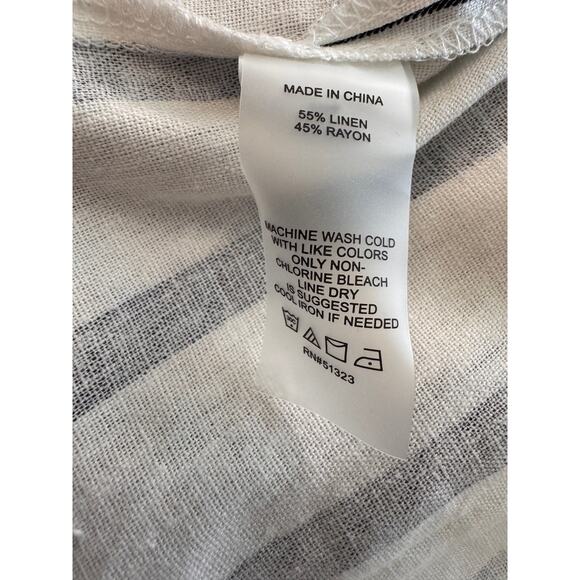 MADE IN CHINA
55% LINEN
45% RAYON
MACHINE WASH COLD
WITH LIKE COLORS
ONLY NON-
CHLORINE BLEACH
LINE DRY
IS SUGGESTED
COOL IRON IF NEEDED
RN#51323